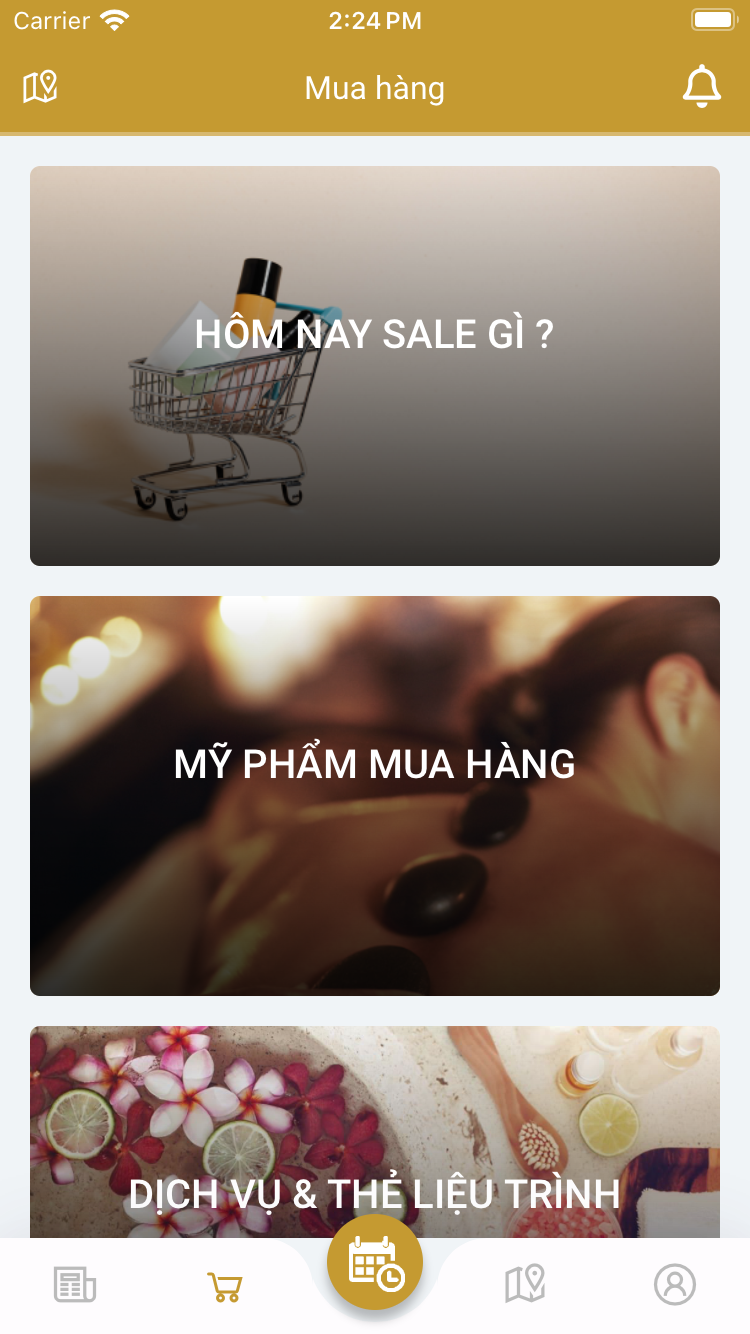 Carrier 2:24 PM
Mua hàng
HÔM NAY SALE GÌ ?
MỸ PHẨM MUA HÀNG
DỊCH VỤ & THẺ LIỆU TRÌNH